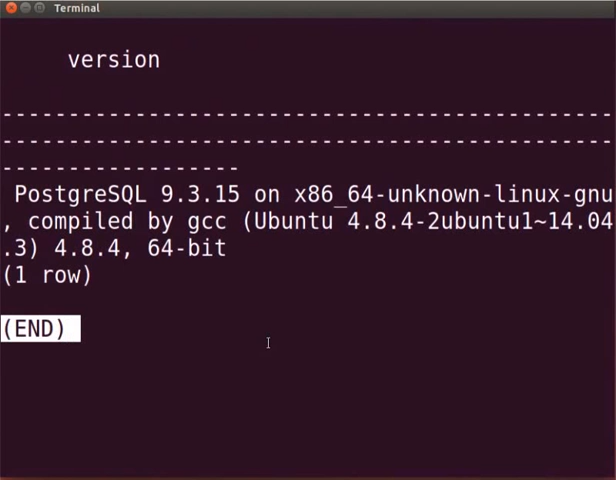 Terminal
version
-----------------------------------------------
-----------------------------------------------
------------------
PostgreSQL 9.3.15 on x86_64-unknown-linux-gnu
, compiled by gcc (Ubuntu 4.8.4-2ubuntu1~14.04
.3) 4.8.4, 64-bit
(1 row)
(END)